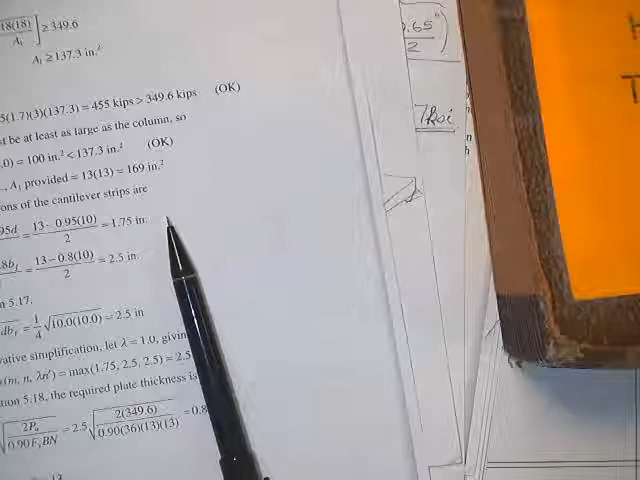 18(18)
A₁ ] ≥ 349.6
A₁ ≥ 137.3 in.²
5(1.7)(3)(137.3) = 455 kips > 349.6 kips (OK)
t be at least as large as the column, so
.0) = 100 in.² < 137.3 in.² (OK)
., A₁ provided = 13(13) = 169 in.²
ons of the cantilever strips are
95d = 13 − 0.95(10) / 2 = 1.75 in.
8b_f = 13 − 0.8(10) / 2 = 2.5 in.
n 5.17,
db_f = 1/4 √10.0(10.0) = 2.5 in
vative simplification, let λ = 1.0, givin
(m, n, λn′) = max(1.75, 2.5, 2.5) = 2.5
tion 5.18, the required plate thickness is
√2Pᵤ / 0.90FᵧBN = 2.5 √2(349.6) / 0.90(36)(13)(13) = 0.8
13
.65"
2
7ksi
H
T